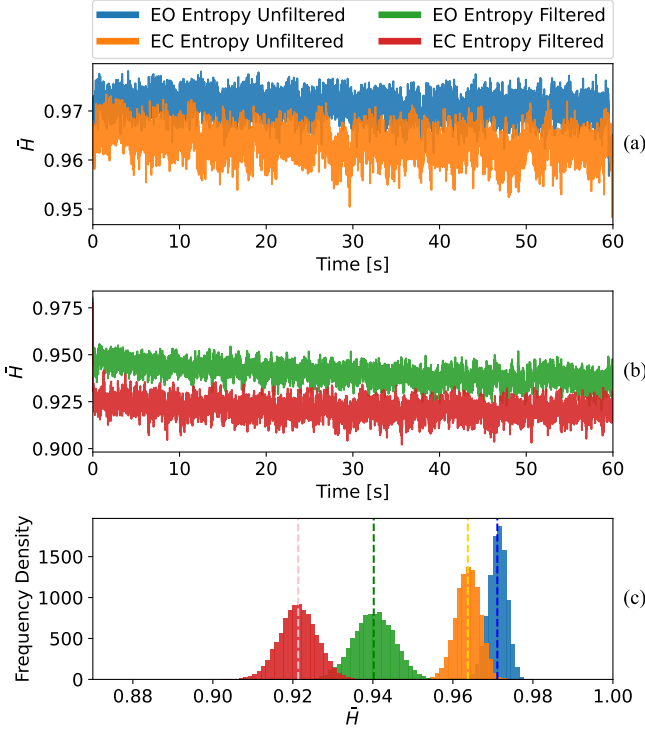 EO Entropy Unfiltered EO Entropy Filtered
EC Entropy Unfiltered EC Entropy Filtered
0.97
0.96
0.95
H̄
(a)
0 10 20 30 40 50 60
Time [s]
0.975
0.950
0.925
0.900
H̄
(b)
0 10 20 30 40 50 60
Time [s]
1500
1000
500
0
Frequency Density
(c)
0.88 0.90 0.92 0.94 0.96 0.98 1.00
H̄